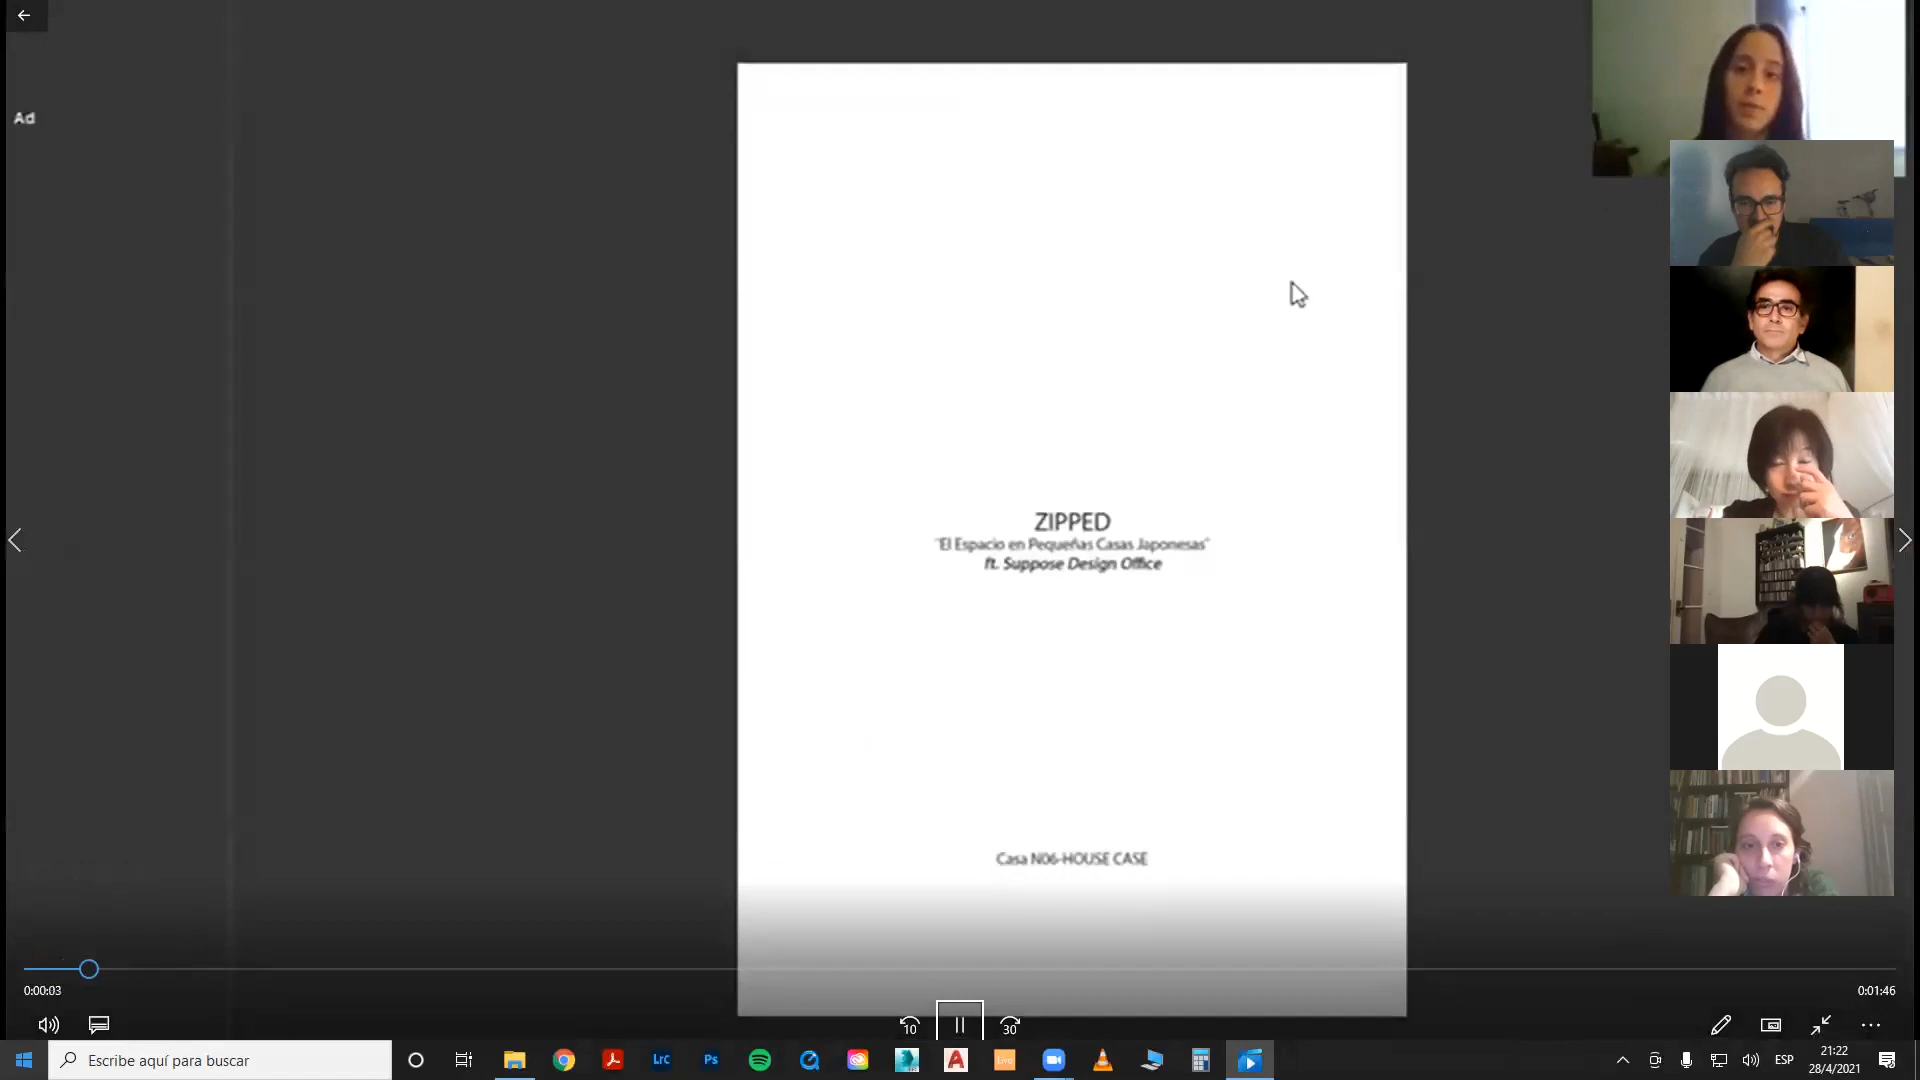 Ad
ZIPPED
"El Espacio en Pequeñas Casas Japonesas"
ft. Suppose Design Office
Casa N06-HOUSE CASE
0:00:03
0:01:46
10
30
Escribe aquí para buscar
LrC
Ps
ESP
21:22
28/4/2021